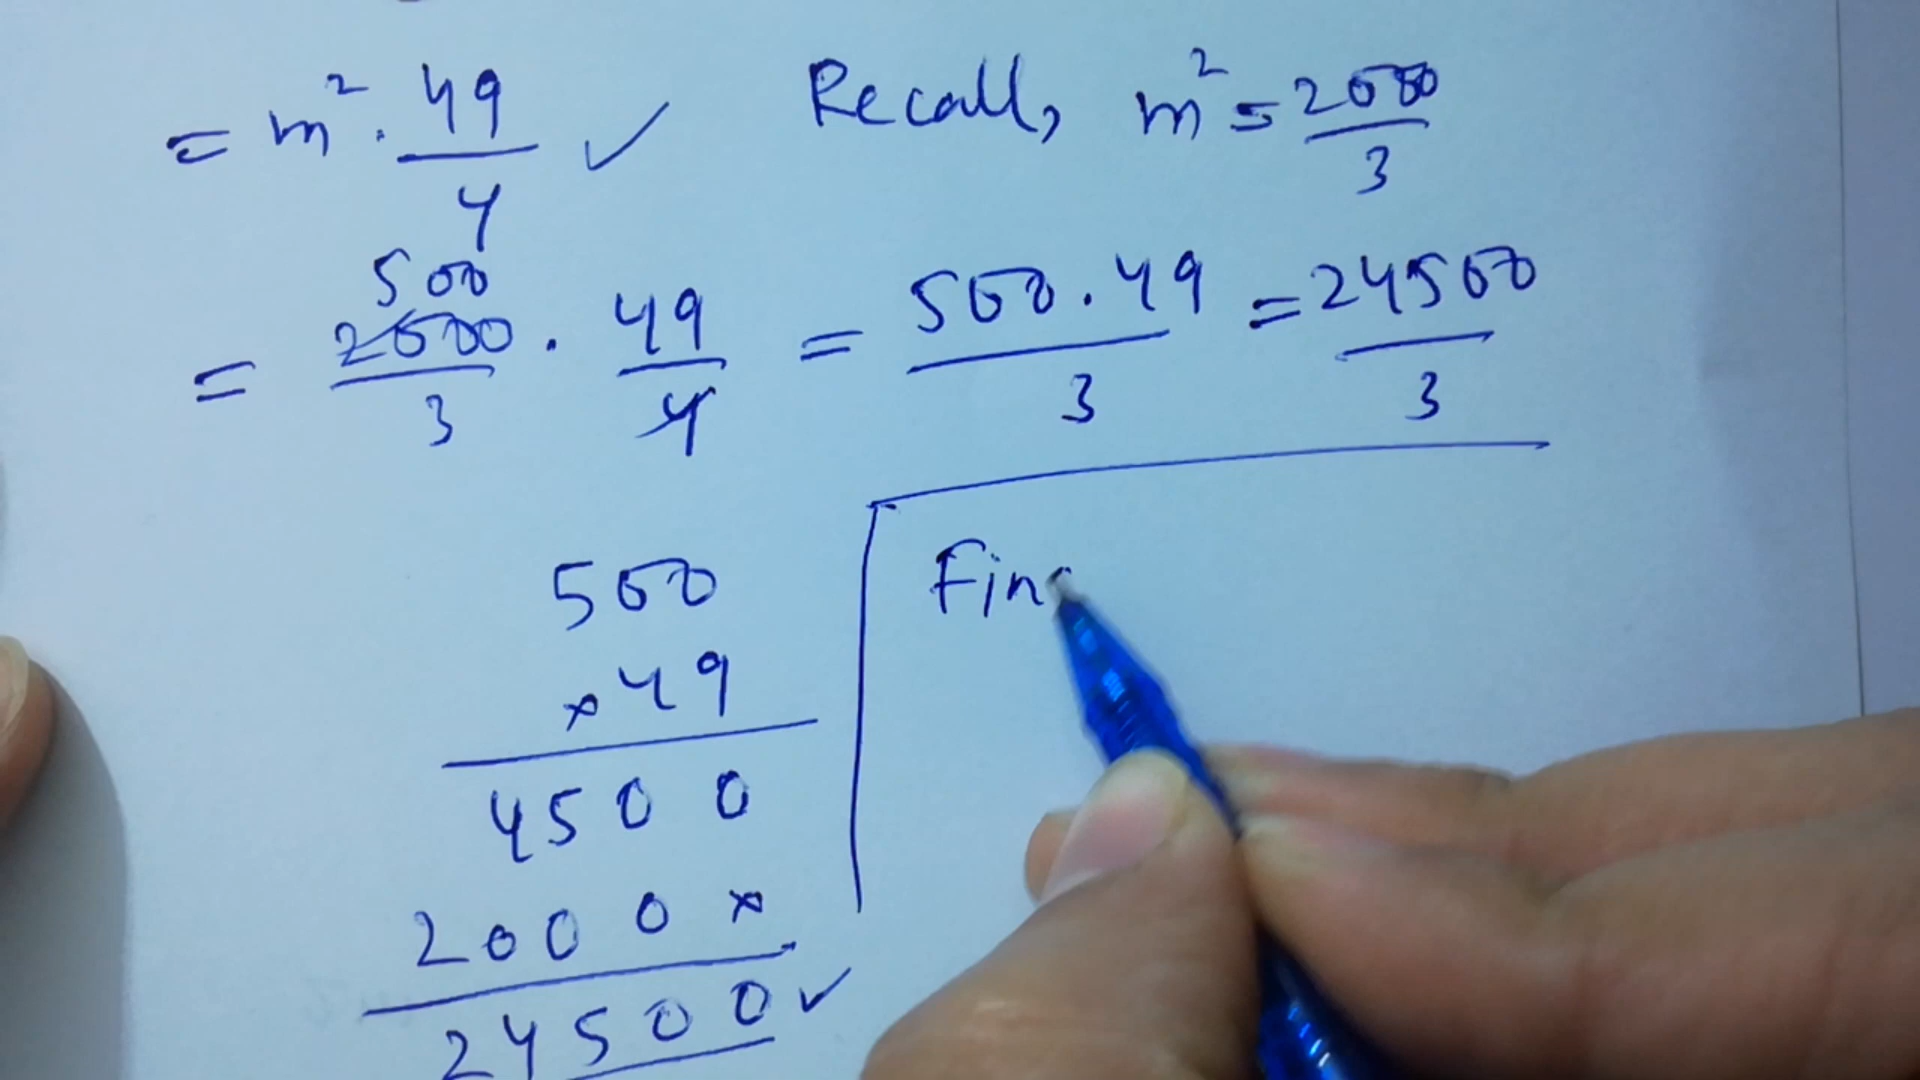 = m² . 49/4 ✓ Recall, m² = 2000/3
= 2000/3 . 49/4 = 500.49/3 = 24500/3
500
500
× 49
4500
2000×
24500 ✓
Fin